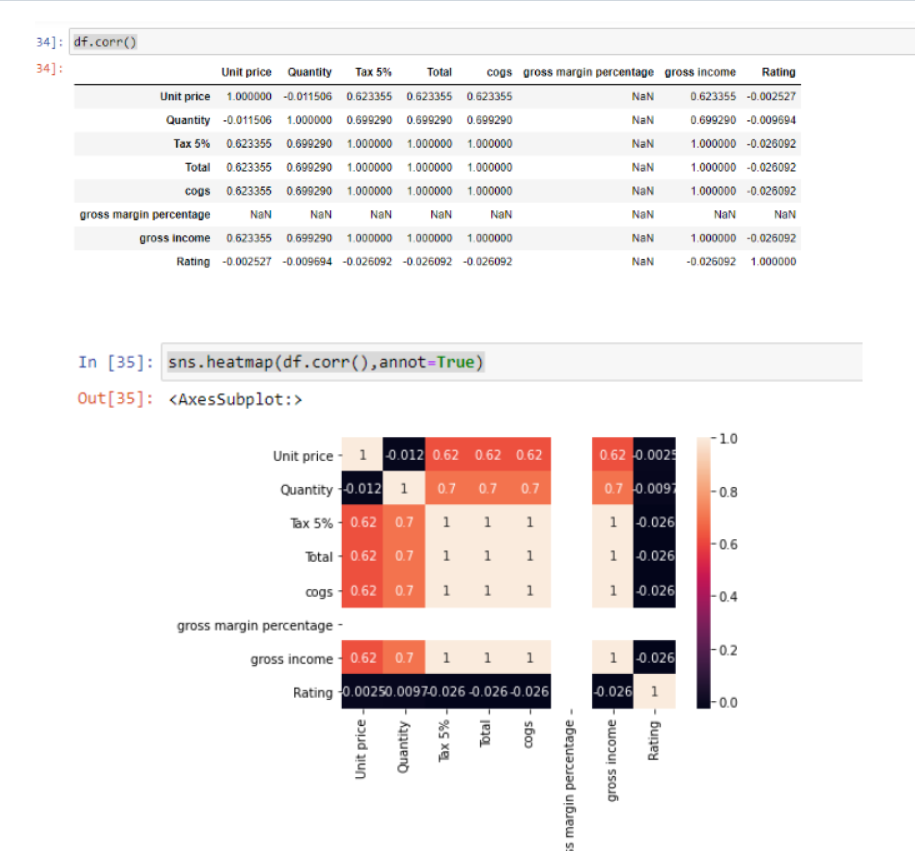 34]: df.corr()
34]:
Unit price Quantity Tax 5% Total cogs gross margin percentage gross income Rating
Unit price 1.000000 -0.011506 0.623355 0.623355 0.623355 NaN 0.623355 -0.002527
Quantity -0.011506 1.000000 0.699290 0.699290 0.699290 NaN 0.699290 -0.009694
Tax 5% 0.623355 0.699290 1.000000 1.000000 1.000000 NaN 1.000000 -0.026092
Total 0.623355 0.699290 1.000000 1.000000 1.000000 NaN 1.000000 -0.026092
cogs 0.623355 0.699290 1.000000 1.000000 1.000000 NaN 1.000000 -0.026092
gross margin percentage NaN NaN NaN NaN NaN NaN NaN NaN
gross income 0.623355 0.699290 1.000000 1.000000 1.000000 NaN 1.000000 -0.026092
Rating -0.002527 -0.009694 -0.026092 -0.026092 -0.026092 NaN -0.026092 1.000000
In [35]: sns.heatmap(df.corr(),annot=True)
Out[35]: <AxesSubplot:>
Unit price 1 -0.012 0.62 0.62 0.62 0.62 -0.0025
Quantity -0.012 1 0.7 0.7 0.7 0.7 -0.0097
Tax 5% 0.62 0.7 1 1 1 1 -0.026
Total 0.62 0.7 1 1 1 1 -0.026
cogs 0.62 0.7 1 1 1 1 -0.026
gross margin percentage
gross income 0.62 0.7 1 1 1 1 -0.026
Rating -0.0025 -0.0097 -0.026 -0.026 -0.026 -0.026 1
Unit price
Quantity
Tax 5%
Total
cogs
ss margin percentage
gross income
Rating
1.0
0.8
0.6
0.4
0.2
0.0